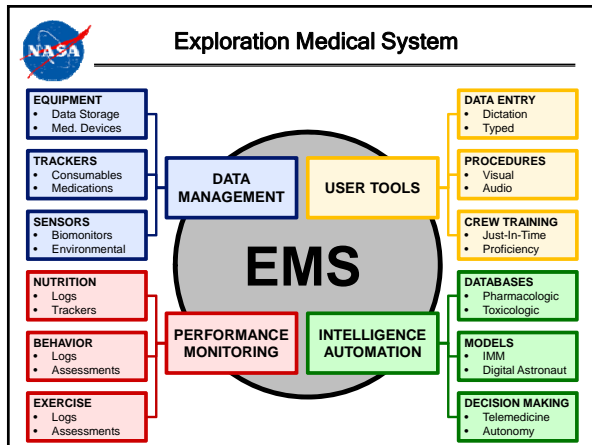 NASA
Exploration Medical System
EQUIPMENT
• Data Storage
• Med. Devices
TRACKERS
• Consumables
• Medications
SENSORS
• Biomonitors
• Environmental
DATA
MANAGEMENT
USER TOOLS
DATA ENTRY
• Dictation
• Typed
PROCEDURES
• Visual
• Audio
CREW TRAINING
• Just-In-Time
• Proficiency
EMS
NUTRITION
• Logs
• Trackers
BEHAVIOR
• Logs
• Assessments
EXERCISE
• Logs
• Assessments
PERFORMANCE
MONITORING
INTELLIGENCE
AUTOMATION
DATABASES
• Pharmacologic
• Toxicologic
MODELS
• IMM
• Digital Astronaut
DECISION MAKING
• Telemedicine
• Autonomy